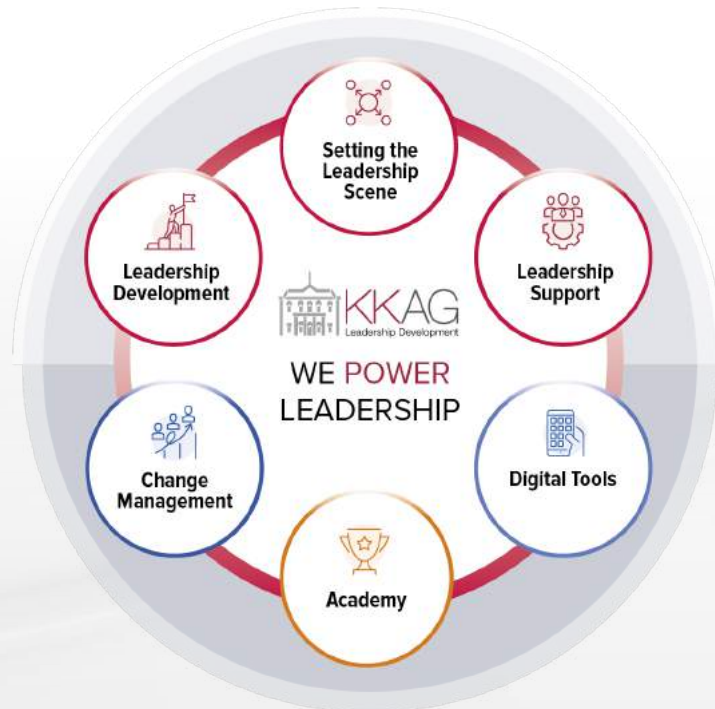 Setting the
Leadership
Scene
Leadership
Development
Leadership
Support
KKAG
Leadership Development
WE POWER
LEADERSHIP
Change
Management
Digital Tools
Academy